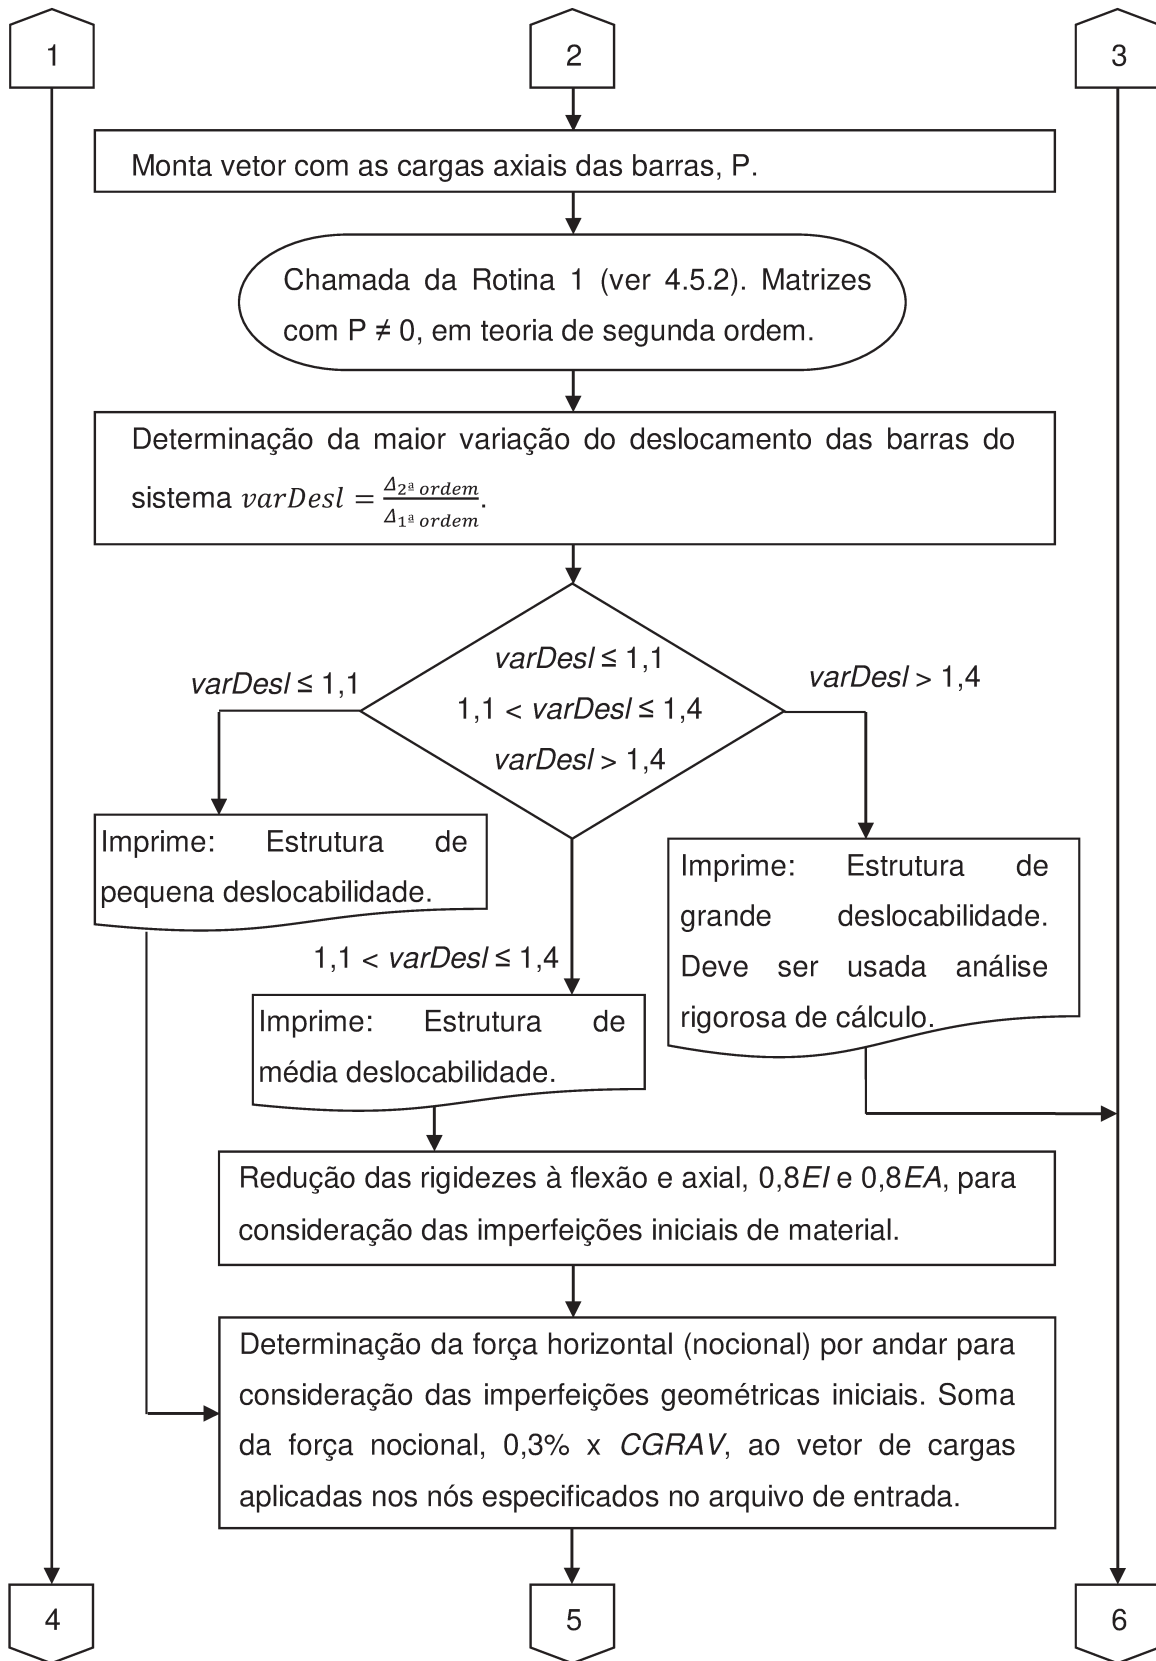 1
2
3
Monta vetor com as cargas axiais das barras, P.
Chamada da Rotina 1 (ver 4.5.2). Matrizes
com P ≠ 0, em teoria de segunda ordem.
Determinação da maior variação do deslocamento das barras do
sistema varDesl = Δ2ª ordem / Δ1ª ordem.
varDesl ≤ 1,1
1,1 < varDesl ≤ 1,4
varDesl > 1,4
varDesl ≤ 1,1
varDesl > 1,4
Imprime: Estrutura de
pequena deslocabilidade.
Imprime: Estrutura de
grande deslocabilidade.
Deve ser usada análise
rigorosa de cálculo.
1,1 < varDesl ≤ 1,4
Imprime: Estrutura de
média deslocabilidade.
Redução das rigidezes à flexão e axial, 0,8EI e 0,8EA, para
consideração das imperfeições iniciais de material.
Determinação da força horizontal (nocional) por andar para
consideração das imperfeições geométricas iniciais. Soma
da força nocional, 0,3% x CGRAV, ao vetor de cargas
aplicadas nos nós especificados no arquivo de entrada.
4
5
6